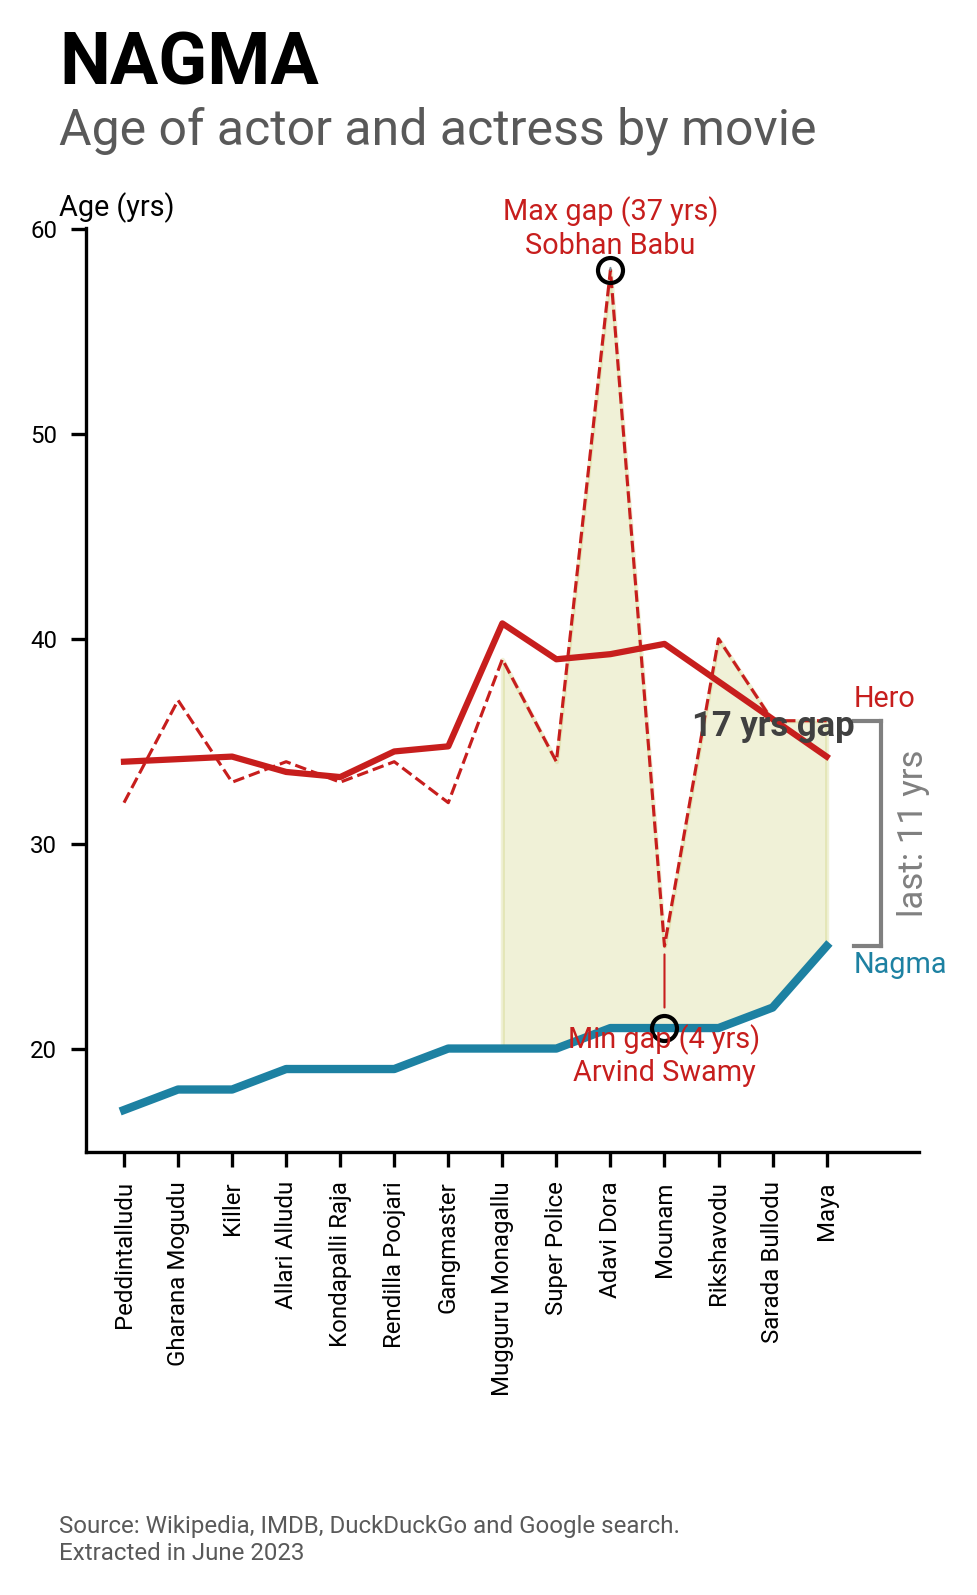 NAGMA
Age of actor and actress by movie
Age (yrs)
Max gap (37 yrs)
Sobhan Babu
60
50
40
30
20
Hero
17 yrs gap
last: 11 yrs
Nagma
Min gap (4 yrs)
Arvind Swamy
Peddintalludu
Gharana Mogudu
Killer
Allari Alludu
Kondapalli Raja
Rendilla Poojari
Gangmaster
Mugguru Monagallu
Super Police
Adavi Dora
Mounam
Rikshavodu
Sarada Bullodu
Maya
Source: Wikipedia, IMDB, DuckDuckGo and Google search.
Extracted in June 2023